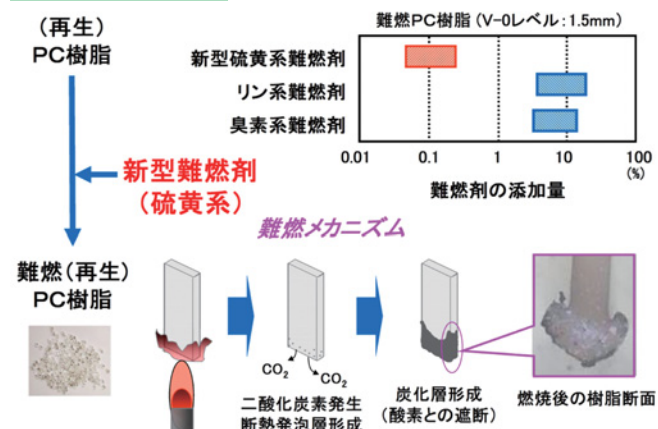 (再生)
PC樹脂
新型難燃剤
(硫黄系)
難燃(再生)
PC樹脂
難燃PC樹脂(V-0レベル:1.5mm)
新型硫黄系難燃剤
リン系難燃剤
臭素系難燃剤
0.01 0.1 1 10 100
(%)
難燃剤の添加量
難燃メカニズム
CO2 CO2
二酸化炭素発生
断熱発泡層形成
炭化層形成
(酸素との遮断)
燃焼後の樹脂断面